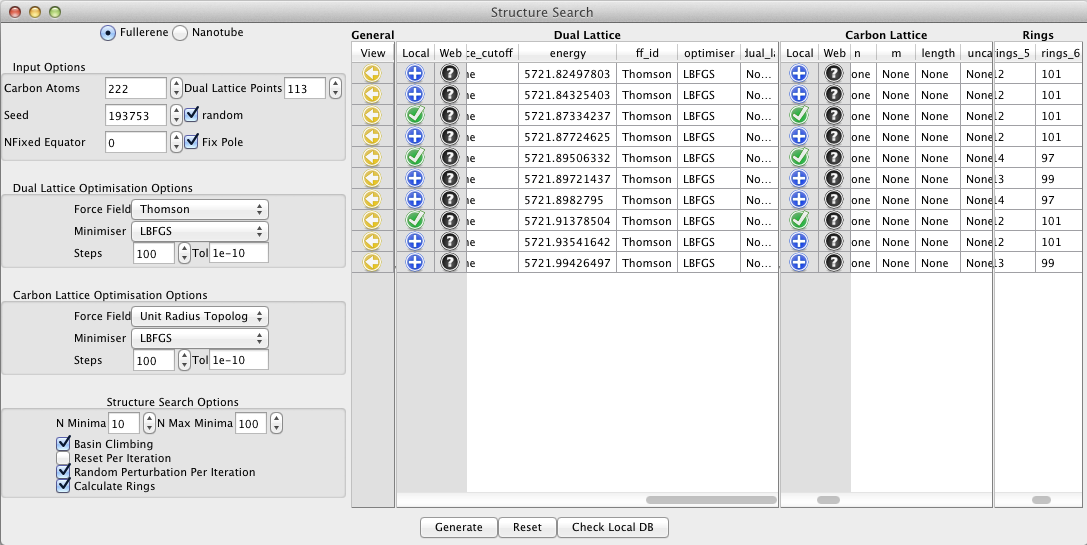 Structure Search
Fullerene Nanotube
Input Options
Carbon Atoms 222 Dual Lattice Points 113
Seed 193753 random
NFixed Equator 0 Fix Pole
Dual Lattice Optimisation Options
Force Field Thomson
Minimiser LBFGS
Steps 100 Tol 1e-10
Carbon Lattice Optimisation Options
Force Field Unit Radius Topolog
Minimiser LBFGS
Steps 100 Tol 1e-10
Structure Search Options
N Minima 10 N Max Minima 100
Basin Climbing
Reset Per Iteration
Random Perturbation Per Iteration
Calculate Rings
General Dual Lattice Carbon Lattice Rings
View Local Web ce_cutoff energy ff_id optimiser dual_la Local Web n m length unca rings_5 rings_6
ne 5721.82497803 Thomson LBFGS No... one None None None 12 101
ne 5721.84325403 Thomson LBFGS No... one None None None 12 101
ne 5721.87334237 Thomson LBFGS No... one None None None 12 101
ne 5721.87724625 Thomson LBFGS No... one None None None 12 101
ne 5721.89506332 Thomson LBFGS No... one None None None 14 97
ne 5721.89721437 Thomson LBFGS No... one None None None 13 99
ne 5721.8982795 Thomson LBFGS No... one None None None 14 97
ne 5721.91378504 Thomson LBFGS No... one None None None 12 101
ne 5721.93541642 Thomson LBFGS No... one None None None 12 101
ne 5721.99426497 Thomson LBFGS No... one None None None 13 99
Generate Reset Check Local DB